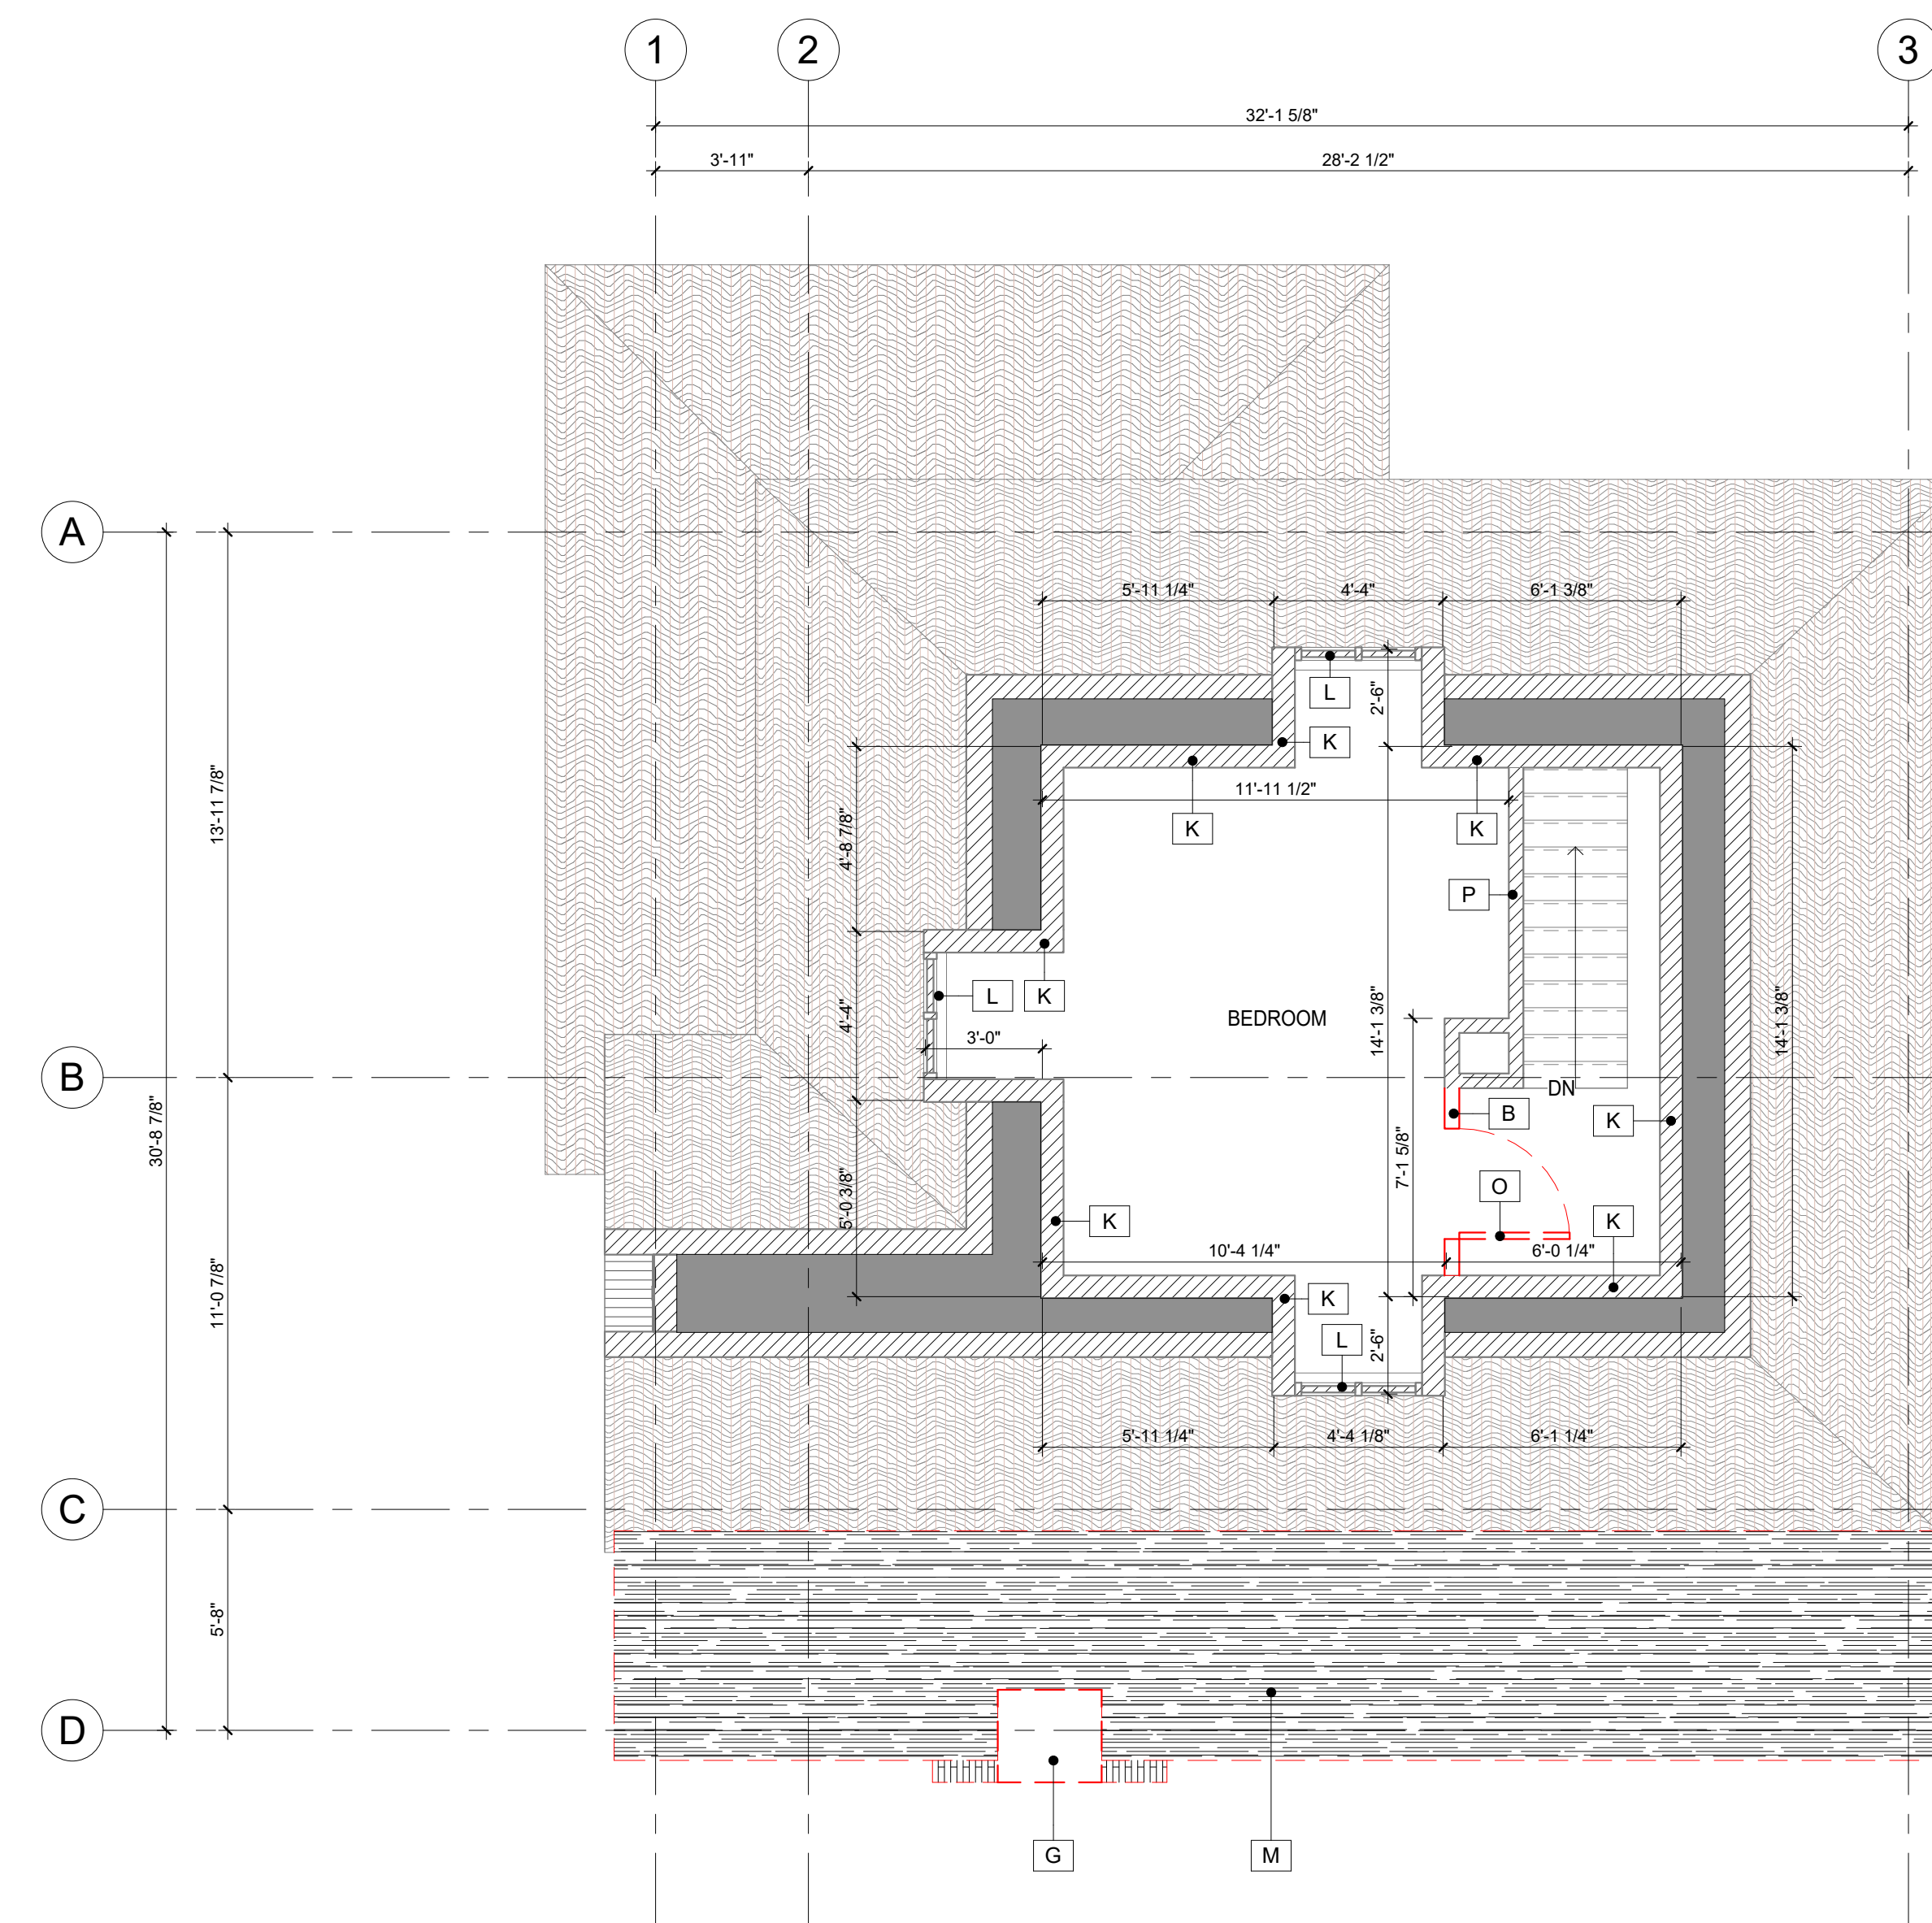 1
2
3
32'-1 5/8"
3'-11"
28'-2 1/2"
A
5'-11 1/4"
4'-4"
6'-1 3/8"
L
2'-6"
K
11'-11 1/2"
13'-11 7/8"
4'-8 7/8"
K
K
P
L
K
BEDROOM
4'-4"
14'-1 3/8"
14'-1 3/8"
3'-0"
B
DN
B
K
30'-8 7/8"
7'-1 5/8"
O
5'-0 3/8"
K
K
10'-4 1/4"
6'-0 1/4"
11'-0 7/8"
K
L
2'-6"
5'-11 1/4"
4'-4 1/8"
6'-1 1/4"
C
5'-8"
D
G
M